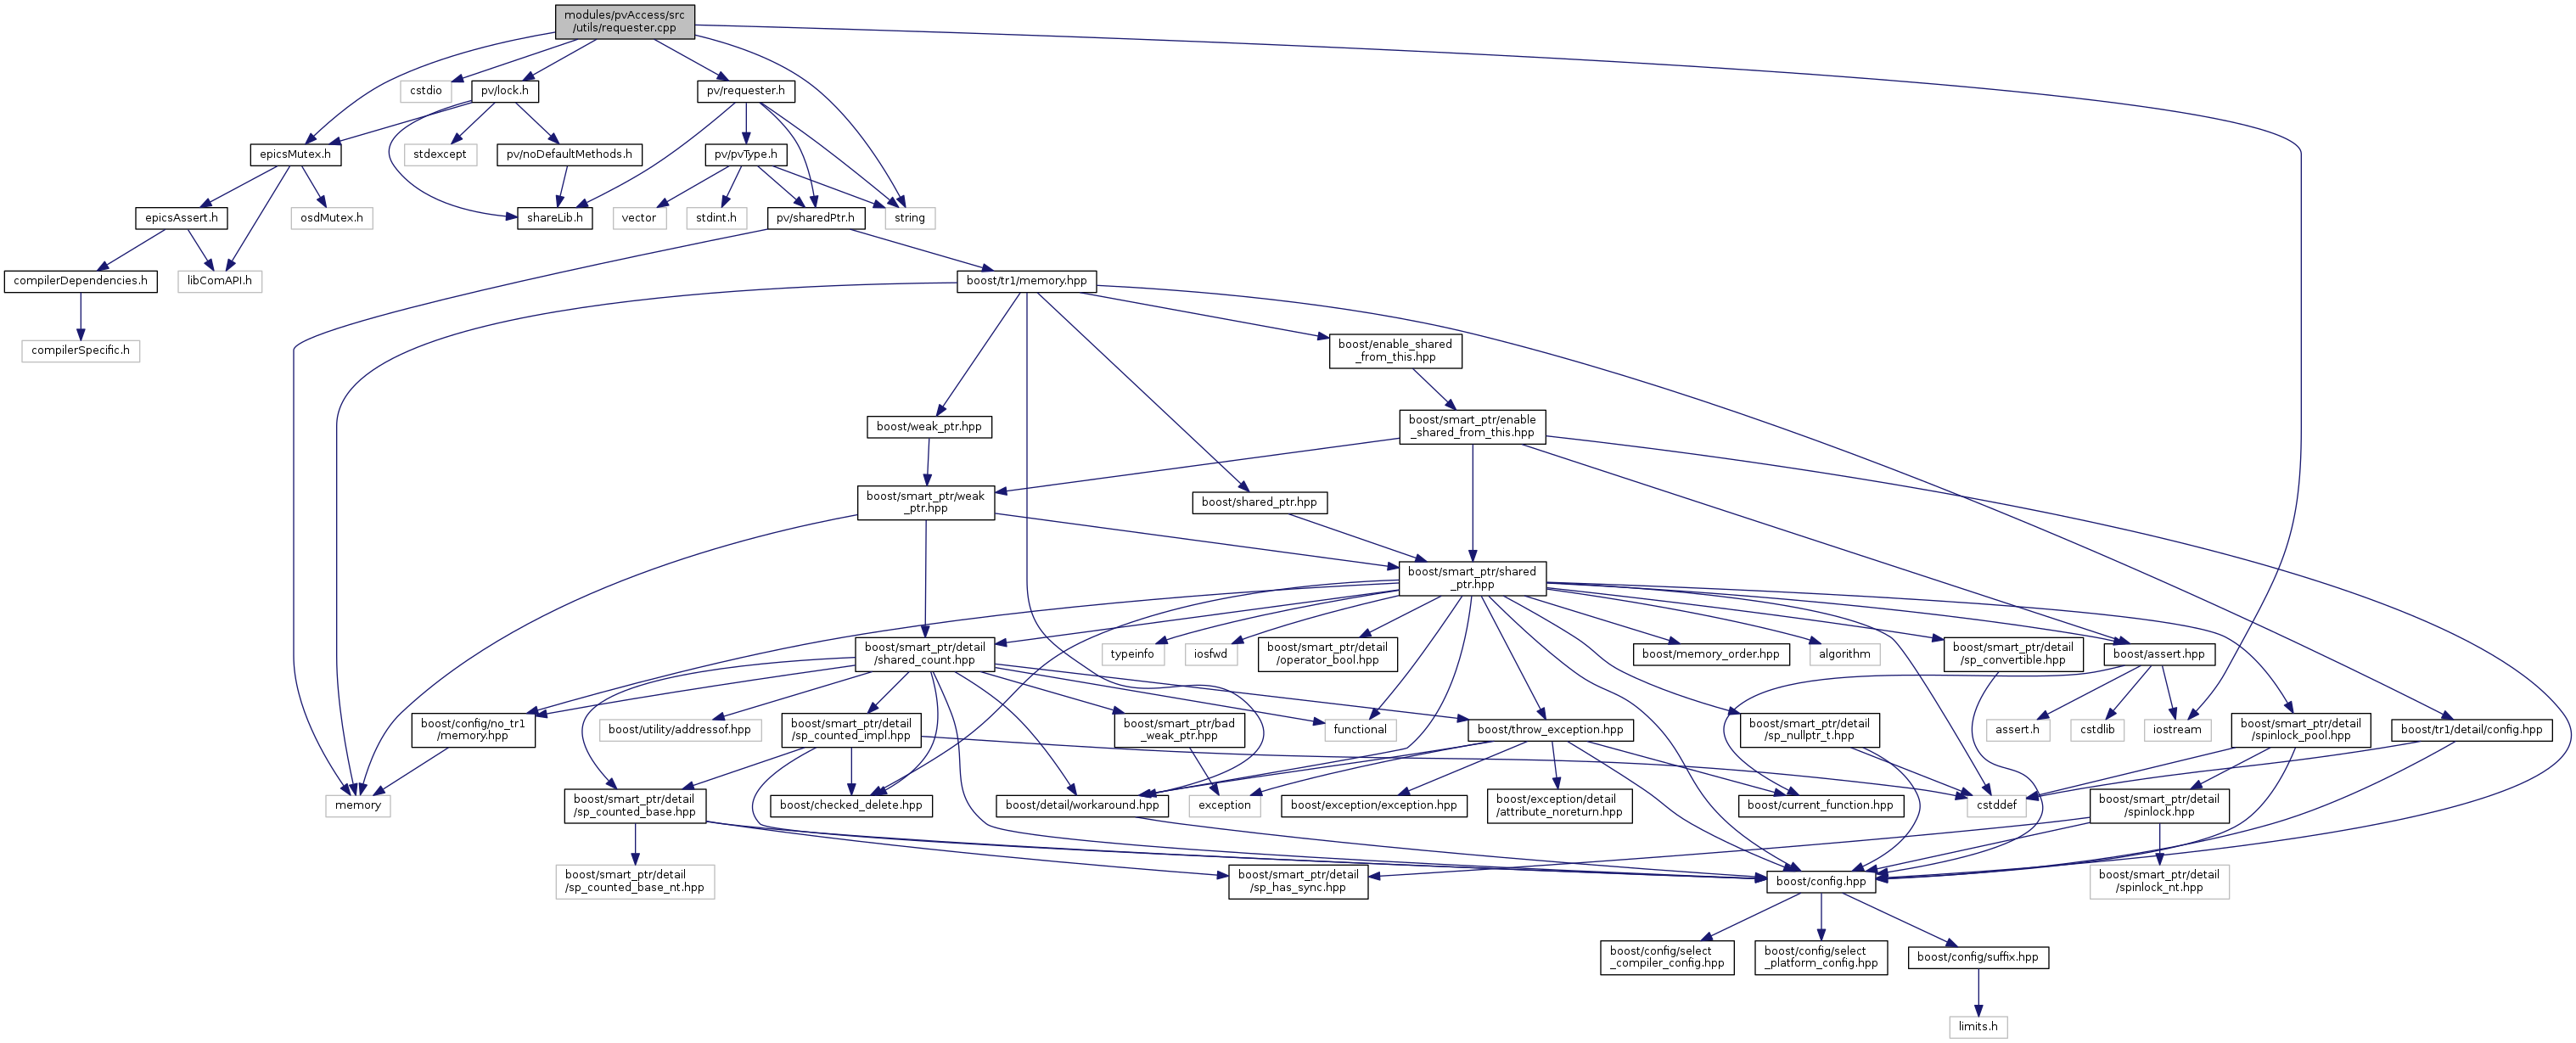 modules/pvAccess/src
/utils/requester.cpp
cstdio
pv/lock.h
pv/requester.h
epicsMutex.h
stdexcept
pv/noDefaultMethods.h
pv/pvType.h
epicsAssert.h
osdMutex.h
shareLib.h
vector
stdint.h
pv/sharedPtr.h
string
compilerDependencies.h
libComAPI.h
boost/tr1/memory.hpp
compilerSpecific.h
boost/enable_shared
_from_this.hpp
boost/weak_ptr.hpp
boost/smart_ptr/enable
_shared_from_this.hpp
boost/smart_ptr/weak
_ptr.hpp
boost/shared_ptr.hpp
boost/smart_ptr/shared
_ptr.hpp
boost/smart_ptr/detail
/shared_count.hpp
typeinfo
iosfwd
boost/smart_ptr/detail
/operator_bool.hpp
boost/memory_order.hpp
algorithm
boost/smart_ptr/detail
/sp_convertible.hpp
boost/assert.hpp
boost/config/no_tr1
/memory.hpp
boost/utility/addressof.hpp
boost/smart_ptr/detail
/sp_counted_impl.hpp
boost/smart_ptr/bad
_weak_ptr.hpp
functional
boost/throw_exception.hpp
boost/smart_ptr/detail
/sp_nullptr_t.hpp
assert.h
cstdlib
iostream
boost/smart_ptr/detail
/spinlock_pool.hpp
boost/tr1/detail/config.hpp
memory
boost/smart_ptr/detail
/sp_counted_base.hpp
boost/checked_delete.hpp
boost/detail/workaround.hpp
exception
boost/exception/exception.hpp
boost/exception/detail
/attribute_noreturn.hpp
boost/current_function.hpp
cstddef
boost/smart_ptr/detail
/spinlock.hpp
boost/smart_ptr/detail
/sp_counted_base_nt.hpp
boost/smart_ptr/detail
/sp_has_sync.hpp
boost/config.hpp
boost/smart_ptr/detail
/spinlock_nt.hpp
boost/config/select
_compiler_config.hpp
boost/config/select
_platform_config.hpp
boost/config/suffix.hpp
limits.h